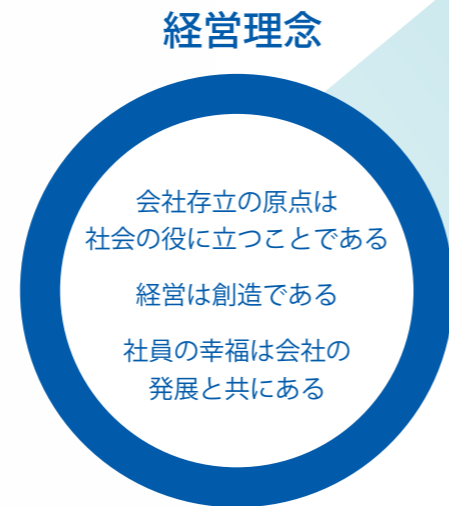 経営理念
会社存立の原点は
社会の役に立つことである
経営は創造である
社員の幸福は会社の
発展と共にある